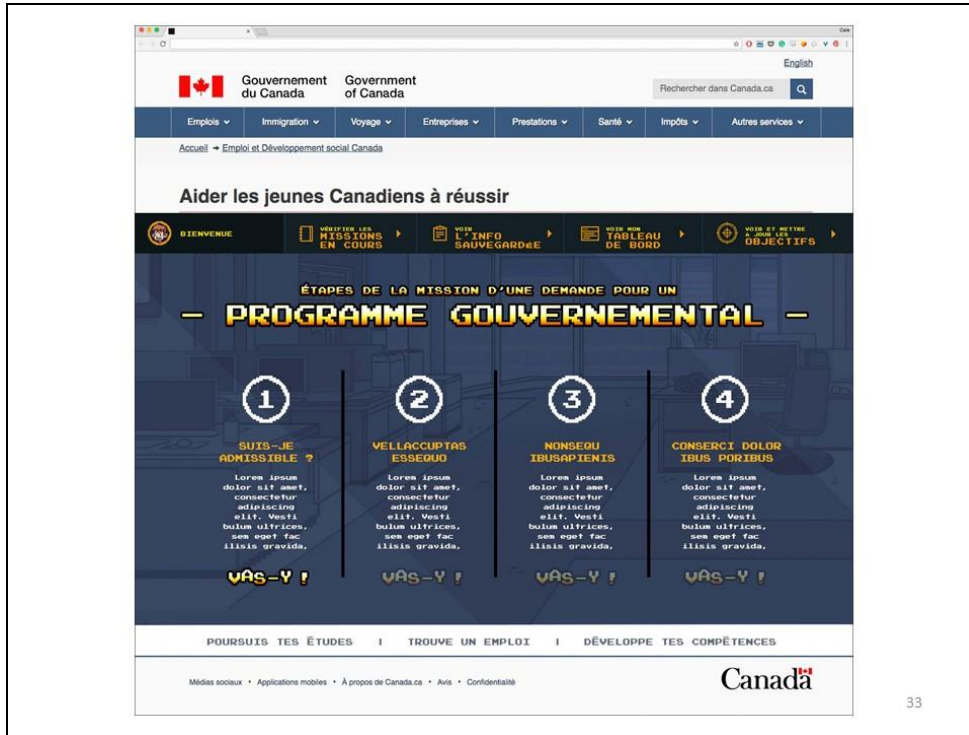 English
Gouvernement du Canada
Government of Canada
Rechercher dans Canada.ca
Emplois Immigration Voyage Entreprises Prestations Santé Impôts Autres services
Accueil → Emploi et Développement social Canada
Aider les jeunes Canadiens à réussir
BIENVENUE
VÉRIFIER LES
MISSIONS
EN COURS
VOIR
L'INFO
SAUVEGARDéE
VOIR MON
TABLEAU
DE BORD
VOIR ET METTRE
A JOUR LES
OBJECTIFS
ÉTAPES DE LA MISSION D'UNE DEMANDE POUR UN
— PROGRAMME GOUVERNEMENTAL —
1
SUIS-JE
ADMISSIBLE ?
Lorem ipsum
dolor sit amet,
consectetur
adipiscing
elit. Vesti
bulum ultrices,
sem eget fac
ilisis gravida,
VAS-Y !
2
VELLACCUPTAS
ESSEQUO
Lorem ipsum
dolor sit amet,
consectetur
adipiscing
elit. Vesti
bulum ultrices,
sem eget fac
ilisis gravida,
VAS-Y !
3
NONSEQU
IBUSAPIENIS
Lorem ipsum
dolor sit amet,
consectetur
adipiscing
elit. Vesti
bulum ultrices,
sem eget fac
ilisis gravida,
VAS-Y !
4
CONSERCI DOLOR
IBUS PORIBUS
Lorem ipsum
dolor sit amet,
consectetur
adipiscing
elit. Vesti
bulum ultrices,
sem eget fac
ilisis gravida,
VAS-Y !
POURSUIS TES ÉTUDES | TROUVE UN EMPLOI | DÉVELOPPE TES COMPÉTENCES
Médias sociaux • Applications mobiles • À propos de Canada.ca • Avis • Confidentialité
Canada
33